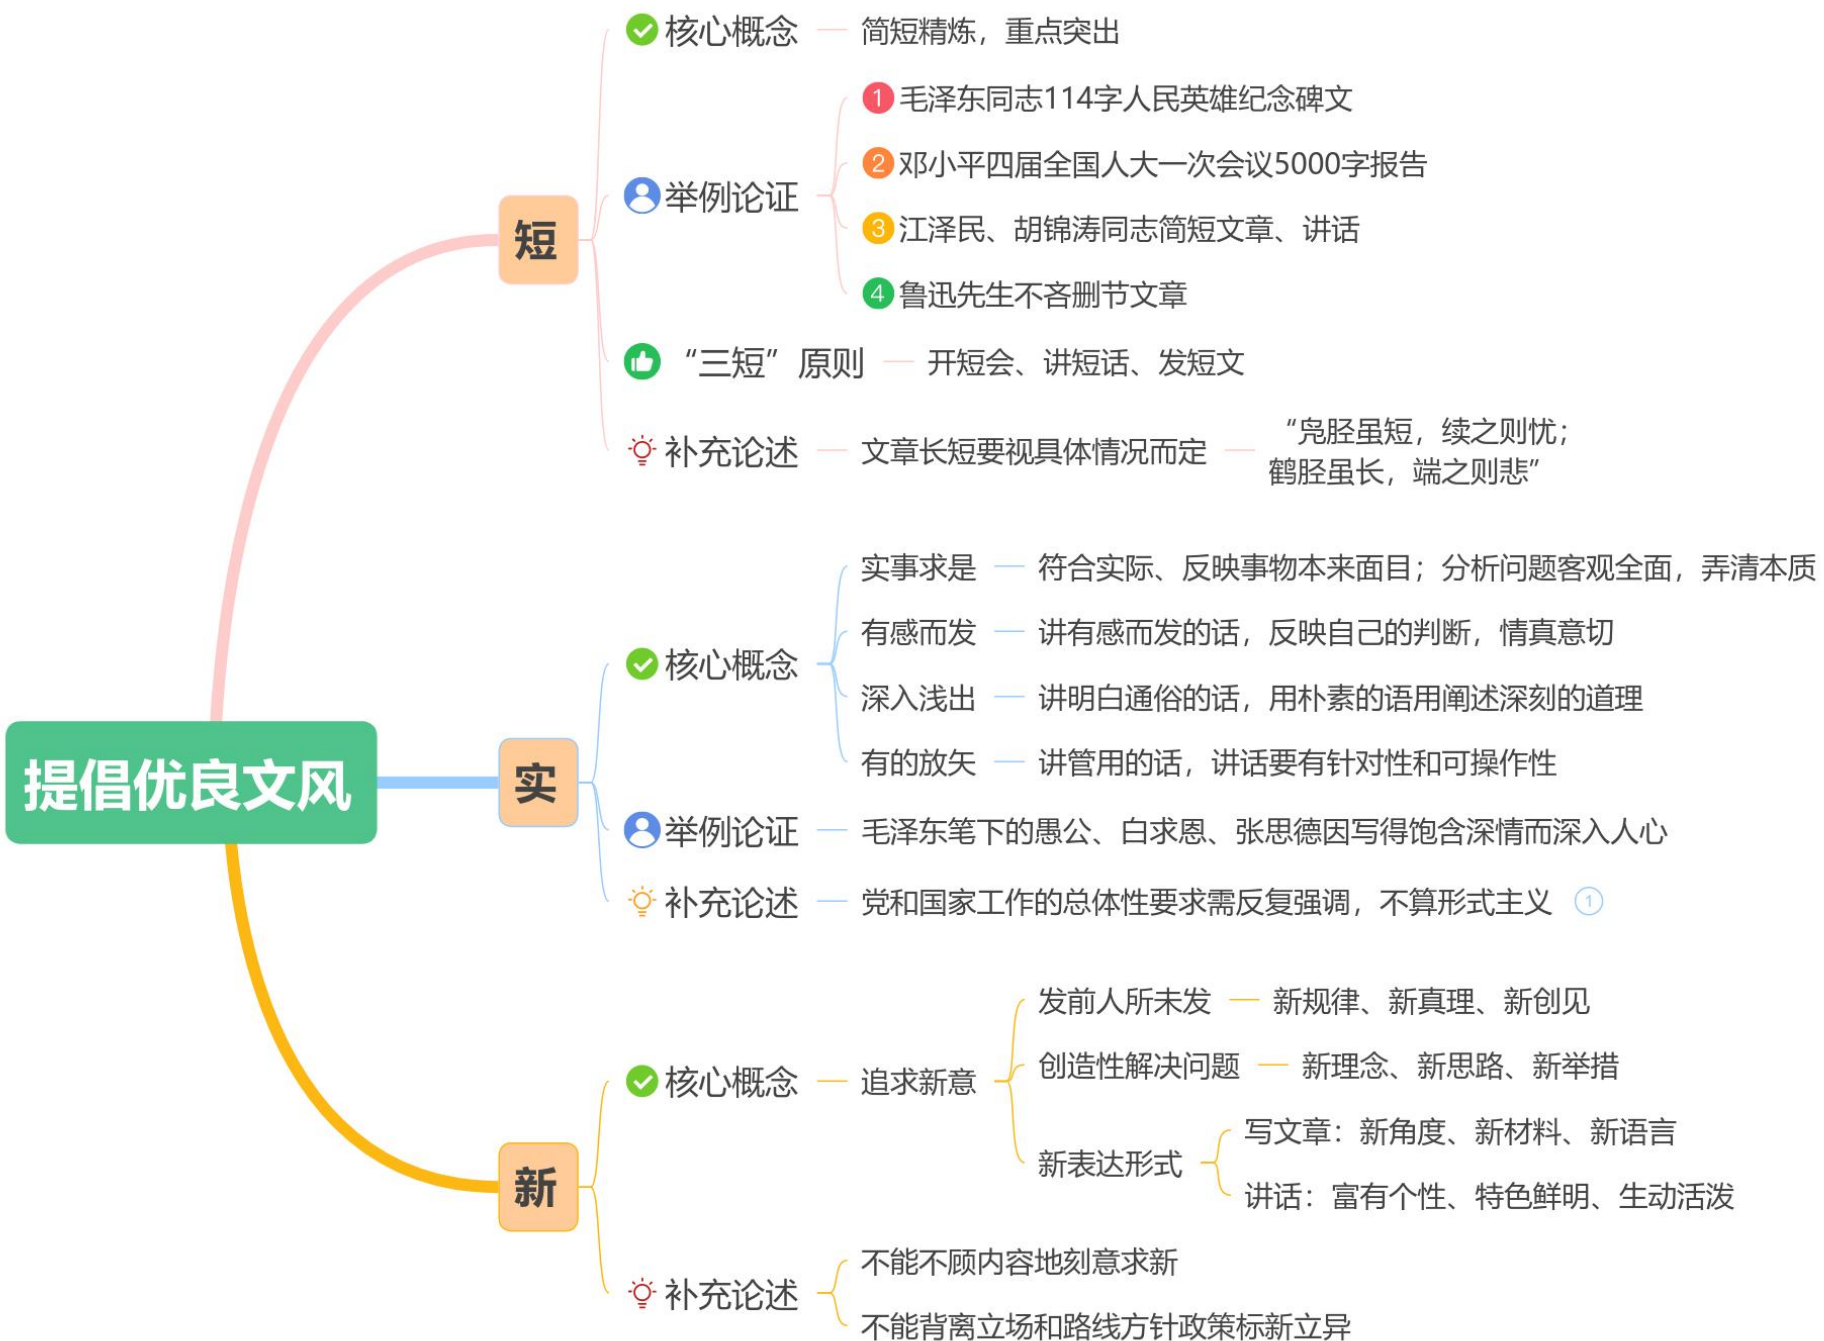 提倡优良文风
短
核心概念
简短精炼，重点突出
举例论证
1 毛泽东同志114字人民英雄纪念碑文
2 邓小平四届全国人大一次会议5000字报告
3 江泽民、胡锦涛同志简短文章、讲话
4 鲁迅先生不吝删节文章
“三短”原则
开短会、讲短话、发短文
补充论述
文章长短要视具体情况而定
“凫胫虽短，续之则忧；
鹤胫虽长，端之则悲”
实
核心概念
实事求是
符合实际、反映事物本来面目；分析问题客观全面，弄清本质
有感而发
讲有感而发的话，反映自己的判断，情真意切
深入浅出
讲明白通俗的话，用朴素的语用阐述深刻的道理
有的放矢
讲管用的话，讲话要有针对性和可操作性
举例论证
毛泽东笔下的愚公、白求恩、张思德因写得饱含深情而深入人心
补充论述
党和国家工作的总体性要求需反复强调，不算形式主义 1
新
核心概念
追求新意
发前人所未发
新规律、新真理、新创见
创造性解决问题
新理念、新思路、新举措
新表达形式
写文章：新角度、新材料、新语言
讲话：富有个性、特色鲜明、生动活泼
补充论述
不能不顾内容地刻意求新
不能背离立场和路线方针政策标新立异